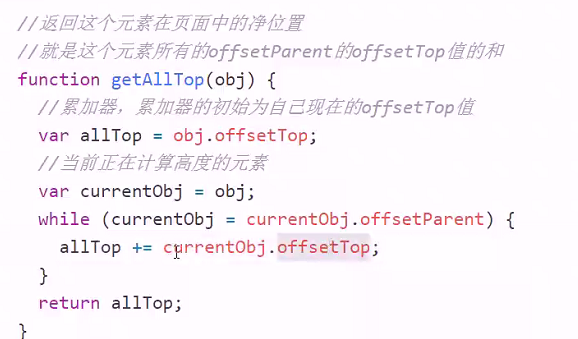 //返回这个元素在页面中的净位置
//就是这个元素所有的offsetParent的offsetTop值的和
function getAllTop(obj) {
  //累加器，累加器的初始为自己现在的offsetTop值
  var allTop = obj.offsetTop;
  //当前正在计算高度的元素
  var currentObj = obj;
  while (currentObj = currentObj.offsetParent) {
    allTop += currentObj.offsetTop;
  }
  return allTop;
}